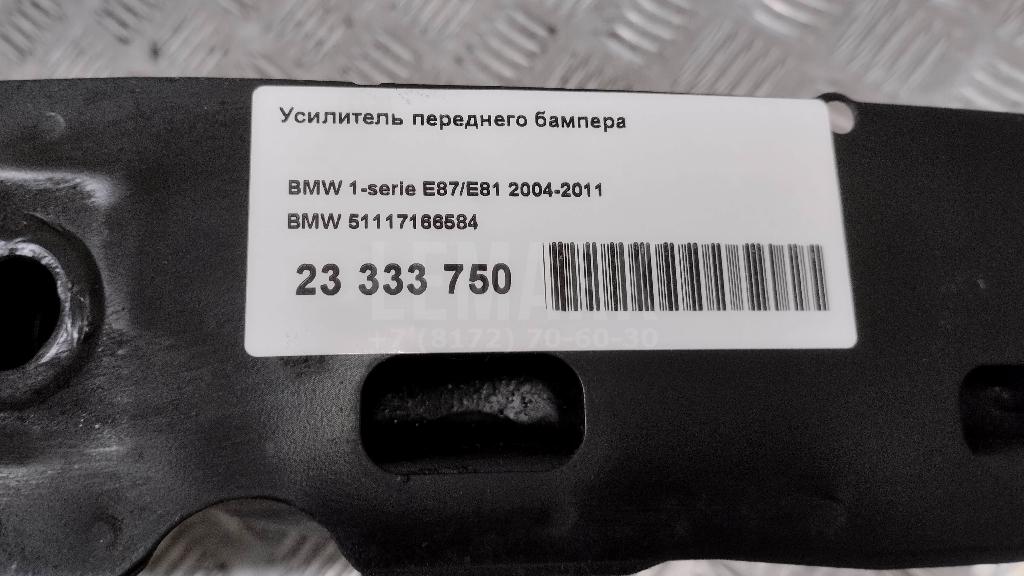 Усилитель переднего бампера
BMW 1-serie E87/E81 2004-2011
BMW 51117166584
23 333 750
+7 (8172) 70-60-30